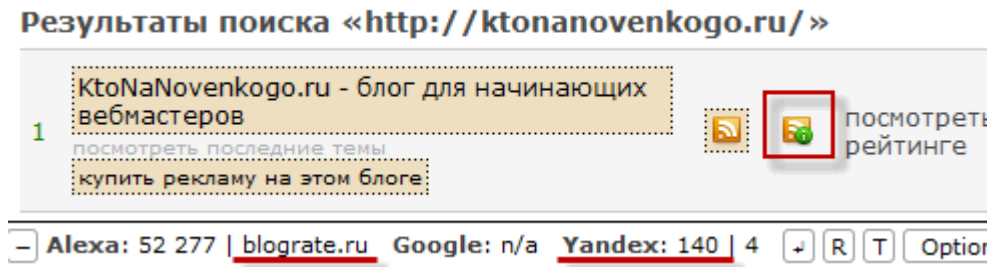 Результаты поиска «http://ktonanovenkogo.ru/»
KtoNaNovenkogo.ru - блог для начинающих
вебмастеров
1
посмотреть последние темы
купить рекламу на этом блоге
посмотреть
рейтинге
Alexa: 52 277 | blograte.ru Google: n/a Yandex: 140 | 4 R T Option